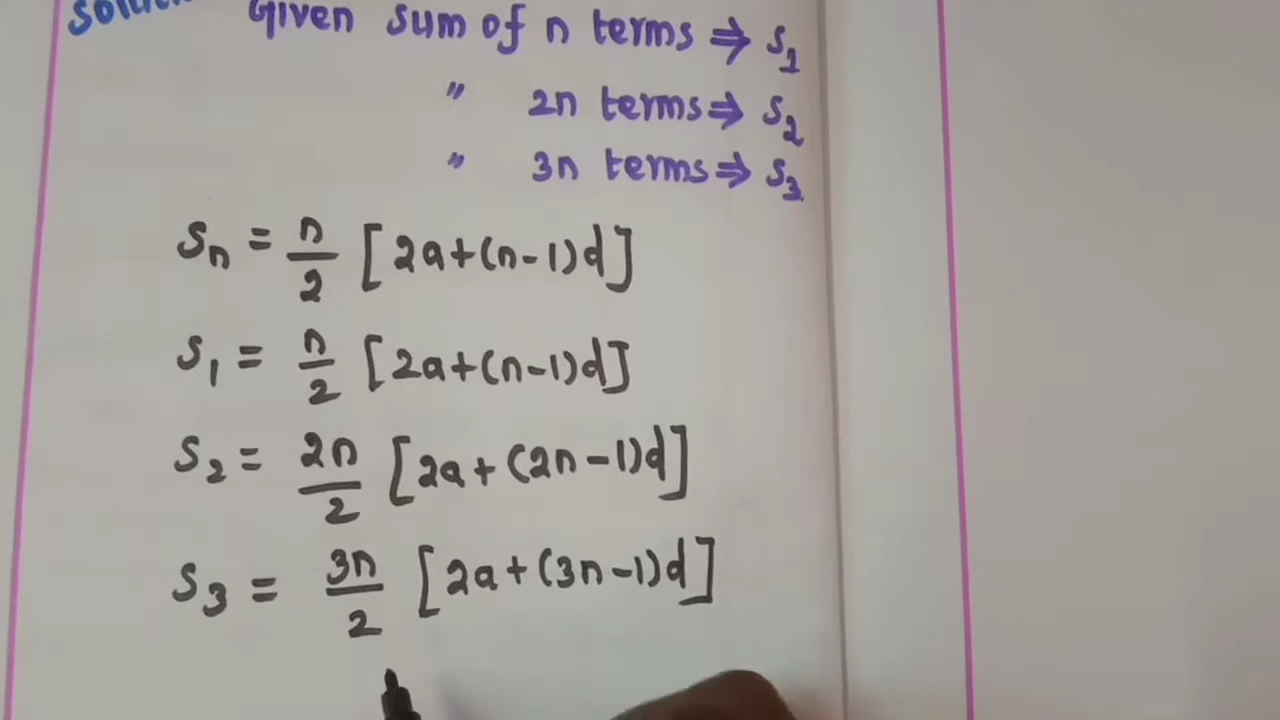 Given sum of n terms ⇒ S₁
" 2n terms ⇒ S₂
" 3n terms ⇒ S₃
Sₙ = n/2 [2a+(n-1)d]
S₁ = n/2 [2a+(n-1)d]
S₂ = 2n/2 [2a+(2n-1)d]
S₃ = 3n/2 [2a+(3n-1)d]